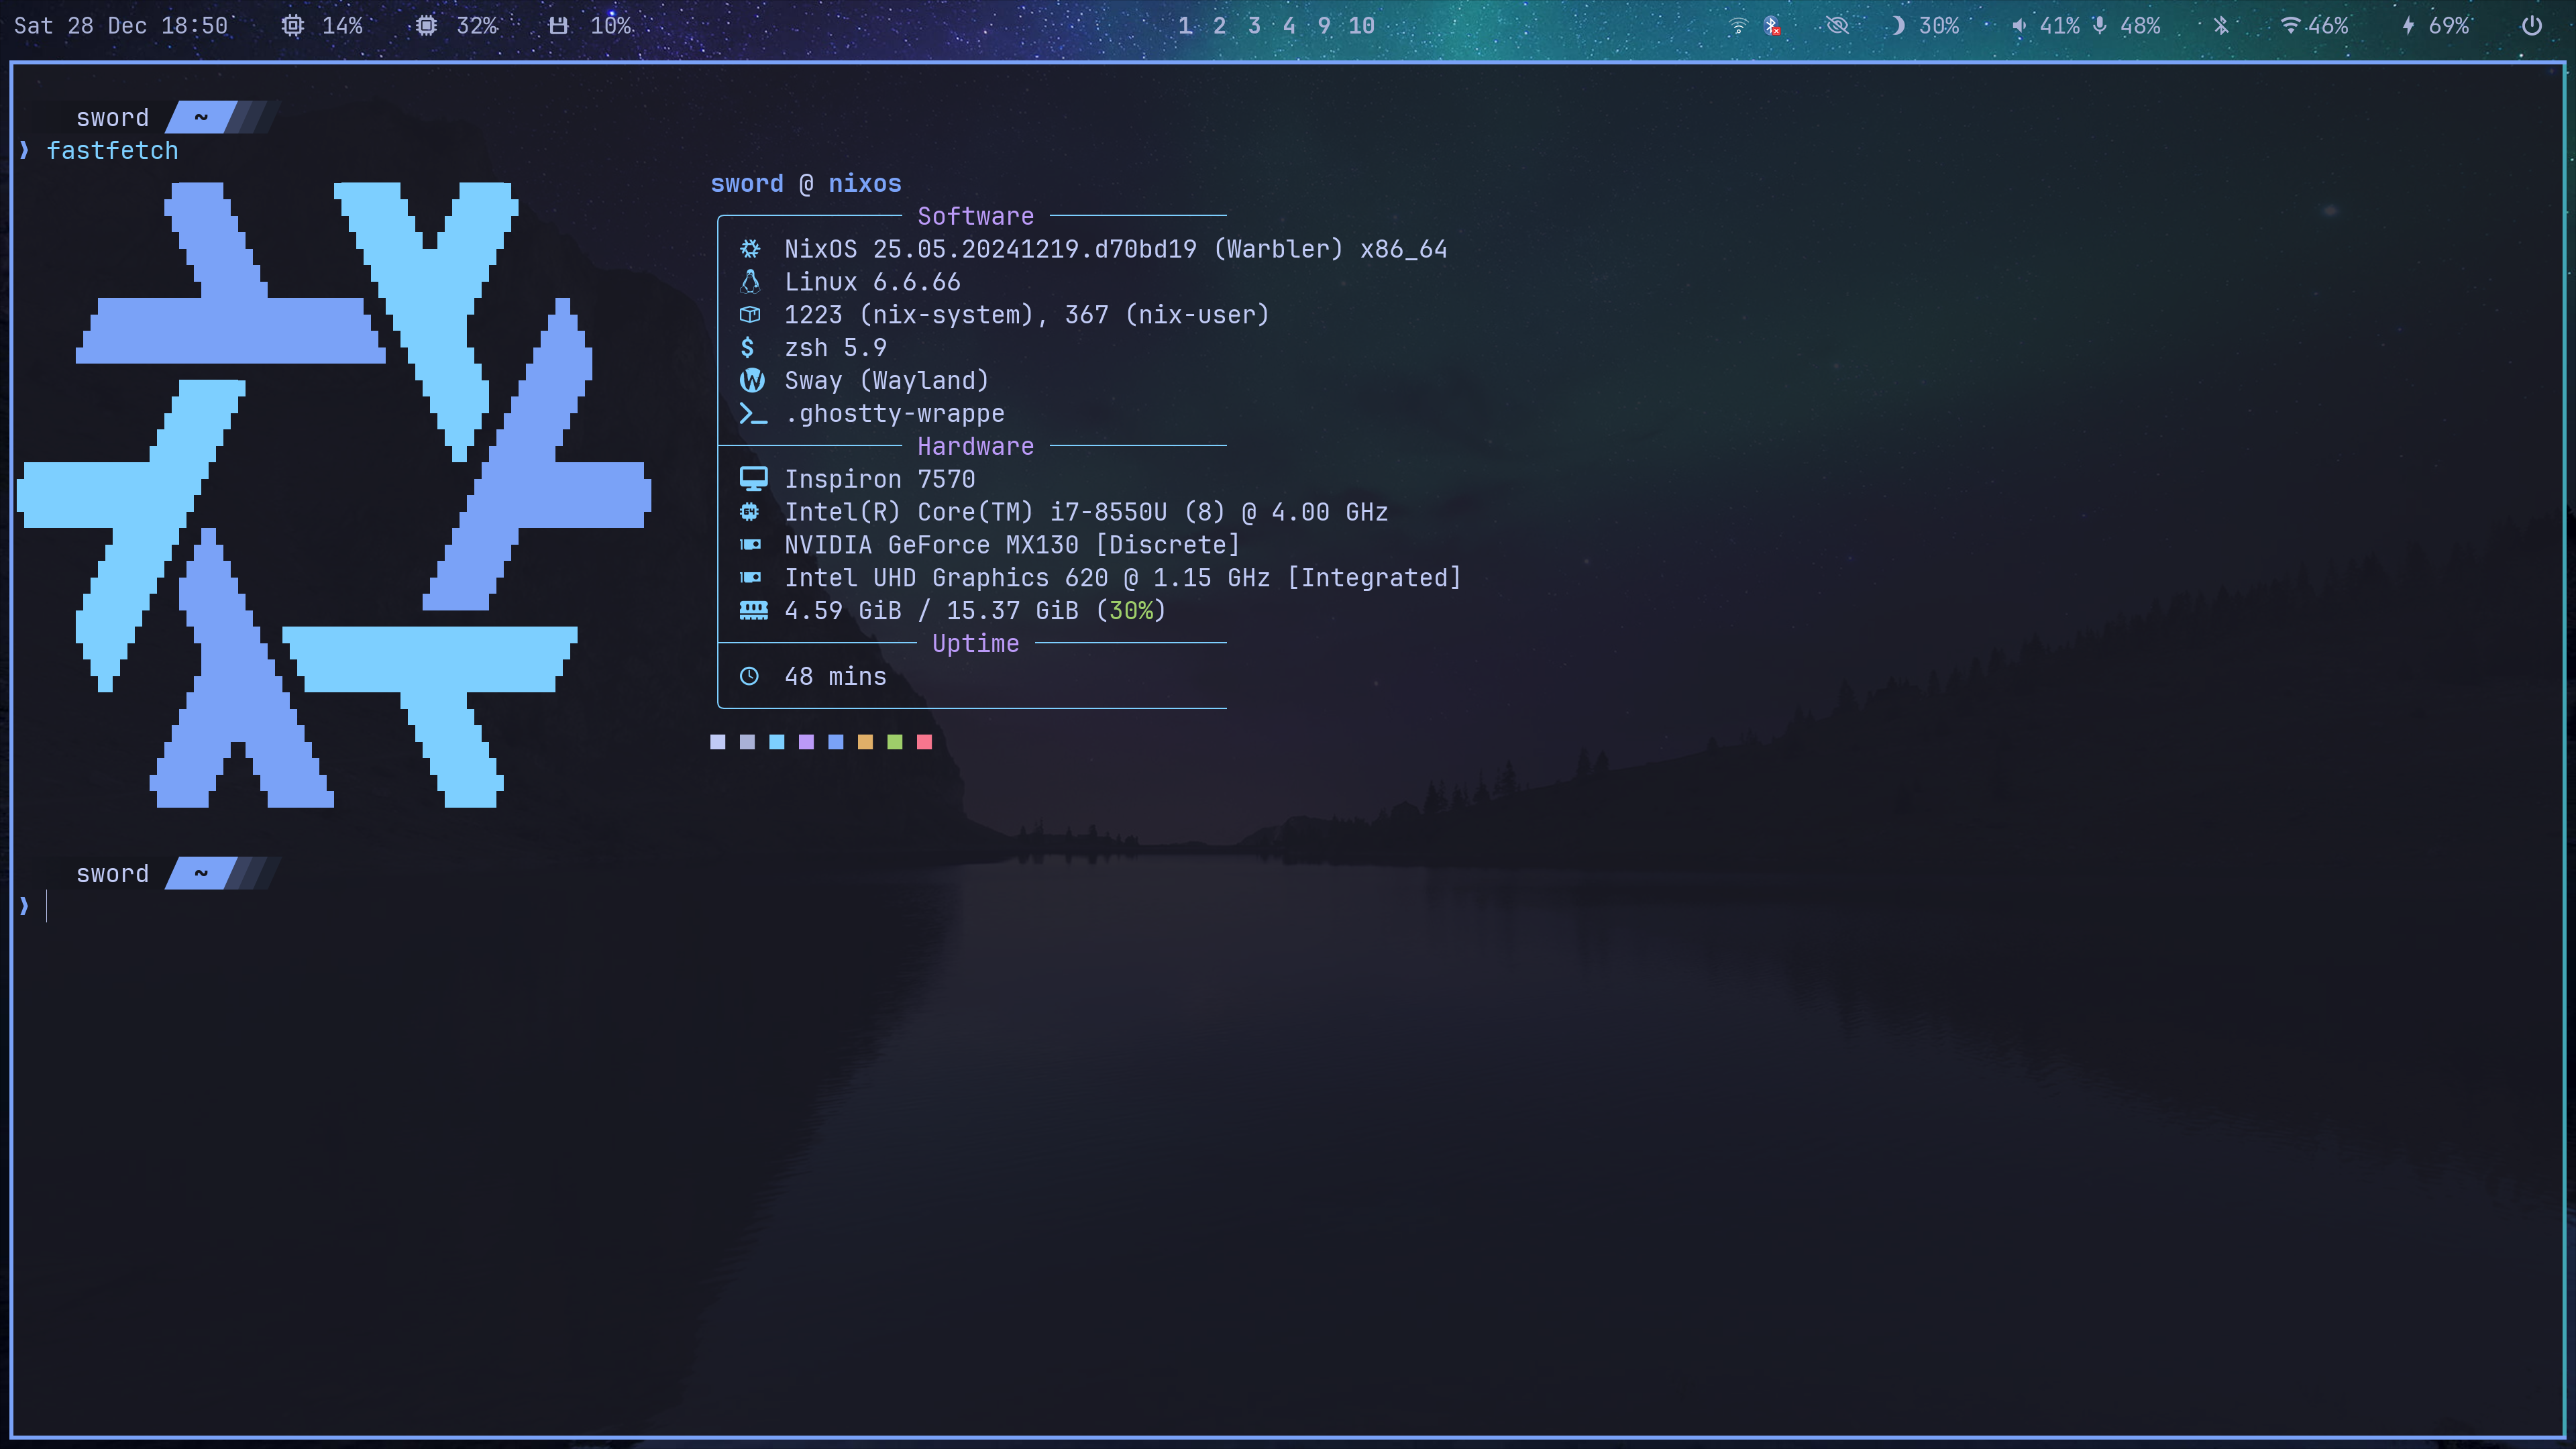 Sat 28 Dec 18:50 14% 32% 10% 1 2 3 4 9 10 30% 41% 48% 46% 69%
sword ~
❯ fastfetch
sword @ nixos
Software
NixOS 25.05.20241219.d70bd19 (Warbler) x86_64
Linux 6.6.66
1223 (nix-system), 367 (nix-user)
$ zsh 5.9
Sway (Wayland)
.ghostty-wrappe
Hardware
Inspiron 7570
64 Intel(R) Core(TM) i7-8550U (8) @ 4.00 GHz
NVIDIA GeForce MX130 [Discrete]
Intel UHD Graphics 620 @ 1.15 GHz [Integrated]
4.59 GiB / 15.37 GiB (30%)
Uptime
48 mins
sword ~
❯